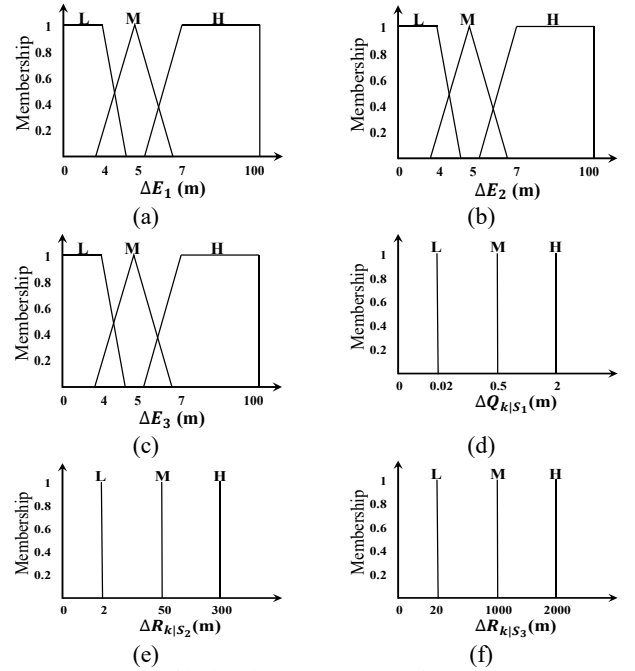 L M H
Membership
1
0.8
0.6
0.4
0.2
0 4 5 7 100
ΔE₁ (m)
(a)
L M H
Membership
1
0.8
0.6
0.4
0.2
0 4 5 7 100
ΔE₂ (m)
(b)
L M H
Membership
1
0.8
0.6
0.4
0.2
0 4 5 7 100
ΔE₃ (m)
(c)
L M H
Membership
1
0.8
0.6
0.4
0.2
0 0.02 0.5 2
ΔQ_{k|S₁}(m)
(d)
L M H
Membership
1
0.8
0.6
0.4
0.2
0 2 50 300
ΔR_{k|S₂}(m)
(e)
L M H
Membership
1
0.8
0.6
0.4
0.2
0 20 1000 2000
ΔR_{k|S₃}(m)
(f)